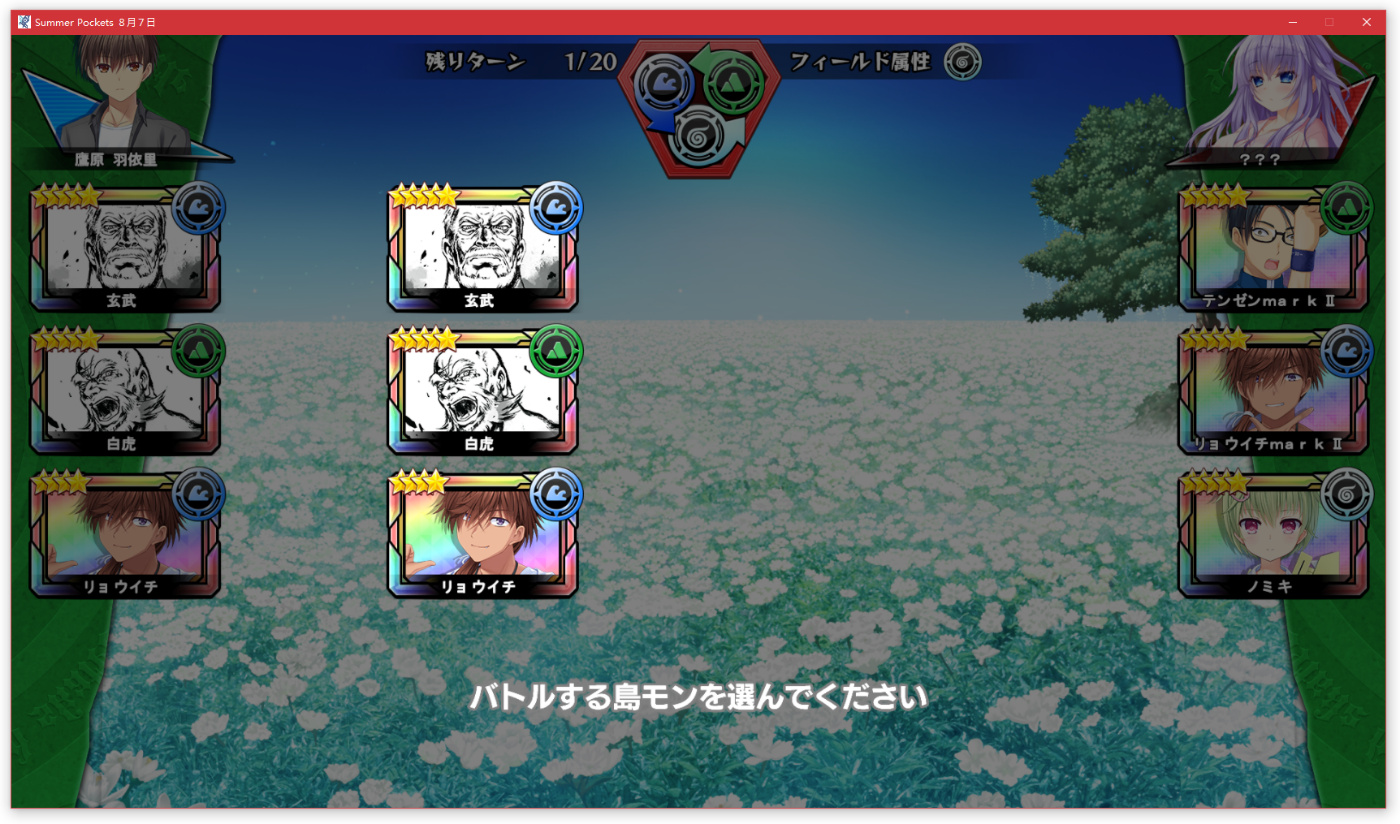 Summer Pockets 8月7日
残りターン 1/20 フィールド属性
鷹原 羽依里
？？？
玄武
玄武
テンゼンｍａｒｋⅡ
白虎
白虎
リョウイチｍａｒｋⅡ
リョウイチ
リョウイチ
ノミキ
バトルする島モンを選んでください